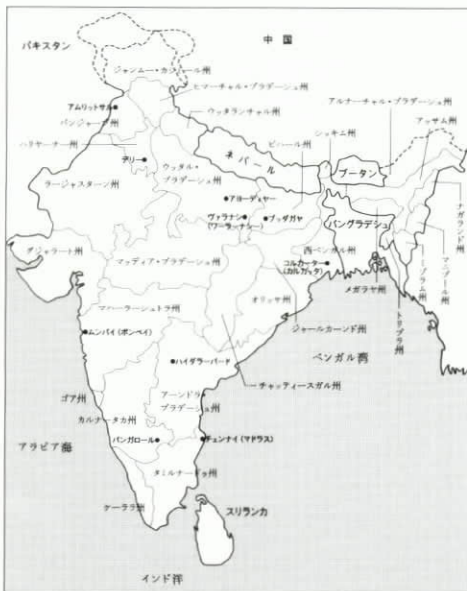 中国
パキスタン
ジャンムー・カシミール州
ヒマーチャル・プラデーシュ州
アムリットサル
パンジャーブ州
ウッタランチャル州
アルナーチャル・プラデーシュ州
ハリヤーナー州
ビハール州
シッキム州
アッサム州
デリー
ネパール
ブータン
ウッタル・
プラデーシュ州
ラージャスターン州
アヨーデュヤー
ナガランド州
ヴァラナシ
(ワーラーナシー)
ブッダガヤ
バングラデシュ
マニプール州
グジャラート州
マッディア・プラデーシュ州
西ベンガル州
コルカーター
(カルカッタ)
メガラヤ州
ミーゾラム州
トリプラ州
オリッサ州
マハーラーシュトラ州
ジャールカーンド州
ムンバイ(ボンベイ)
ハイダラーバード
ベンガル湾
チャッティースガル州
ゴア州
アーンドラ・
プラデーシュ州
カルナータカ州
アラビア海
バンガロール
チェンナイ(マドラス)
タミルナードゥ州
ケーララ州
スリランカ
インド洋